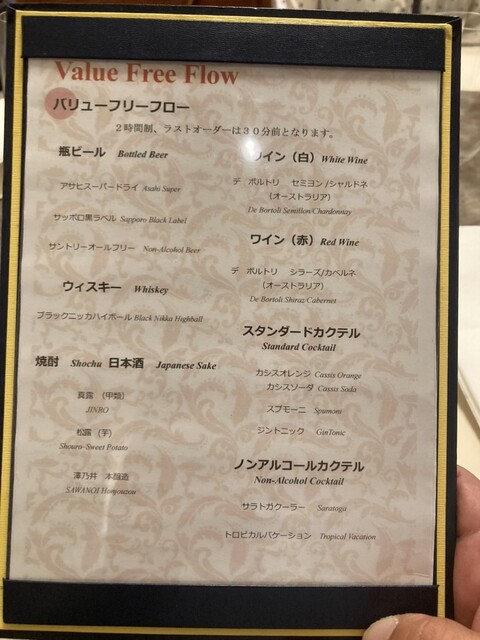 Value Free Flow
バリューフリーフロー
2時間制、ラストオーダーは30分前となります。
瓶ビール Bottled Beer
アサヒスーパードライ Asahi Super
サッポロ黒ラベル Sapporo Black Label
サントリーオールフリー Non-Alcohol Beer
ウィスキー Whiskey
ブラックニッカハイボール Black Nikka Highball
焼酎 Shochu 日本酒 Japanese Sake
真露 (甲類)
JINRO
松露 (芋)
Shouro-Sweet Potato
澤乃井 本醸造
SAWANOI Honjouzou
ワイン(白) White Wine
デ ボルトリ セミヨン/シャルドネ
(オーストラリア)
De Bortoli Semillon/Chardonnay
ワイン(赤) Red Wine
デ ボルトリ シラーズ/カベルネ
(オーストラリア)
De Bortoli Shiraz/Cabernet
スタンダードカクテル
Standard Cocktail
カシスオレンジ Cassis Orange
カシスソーダ Cassis Soda
スプモーニ Spumoni
ジントニック GinTonic
ノンアルコールカクテル
Non-Alcohol Cocktail
サラトガクーラー Saratoga
トロピカルバケーション Tropical Vacation